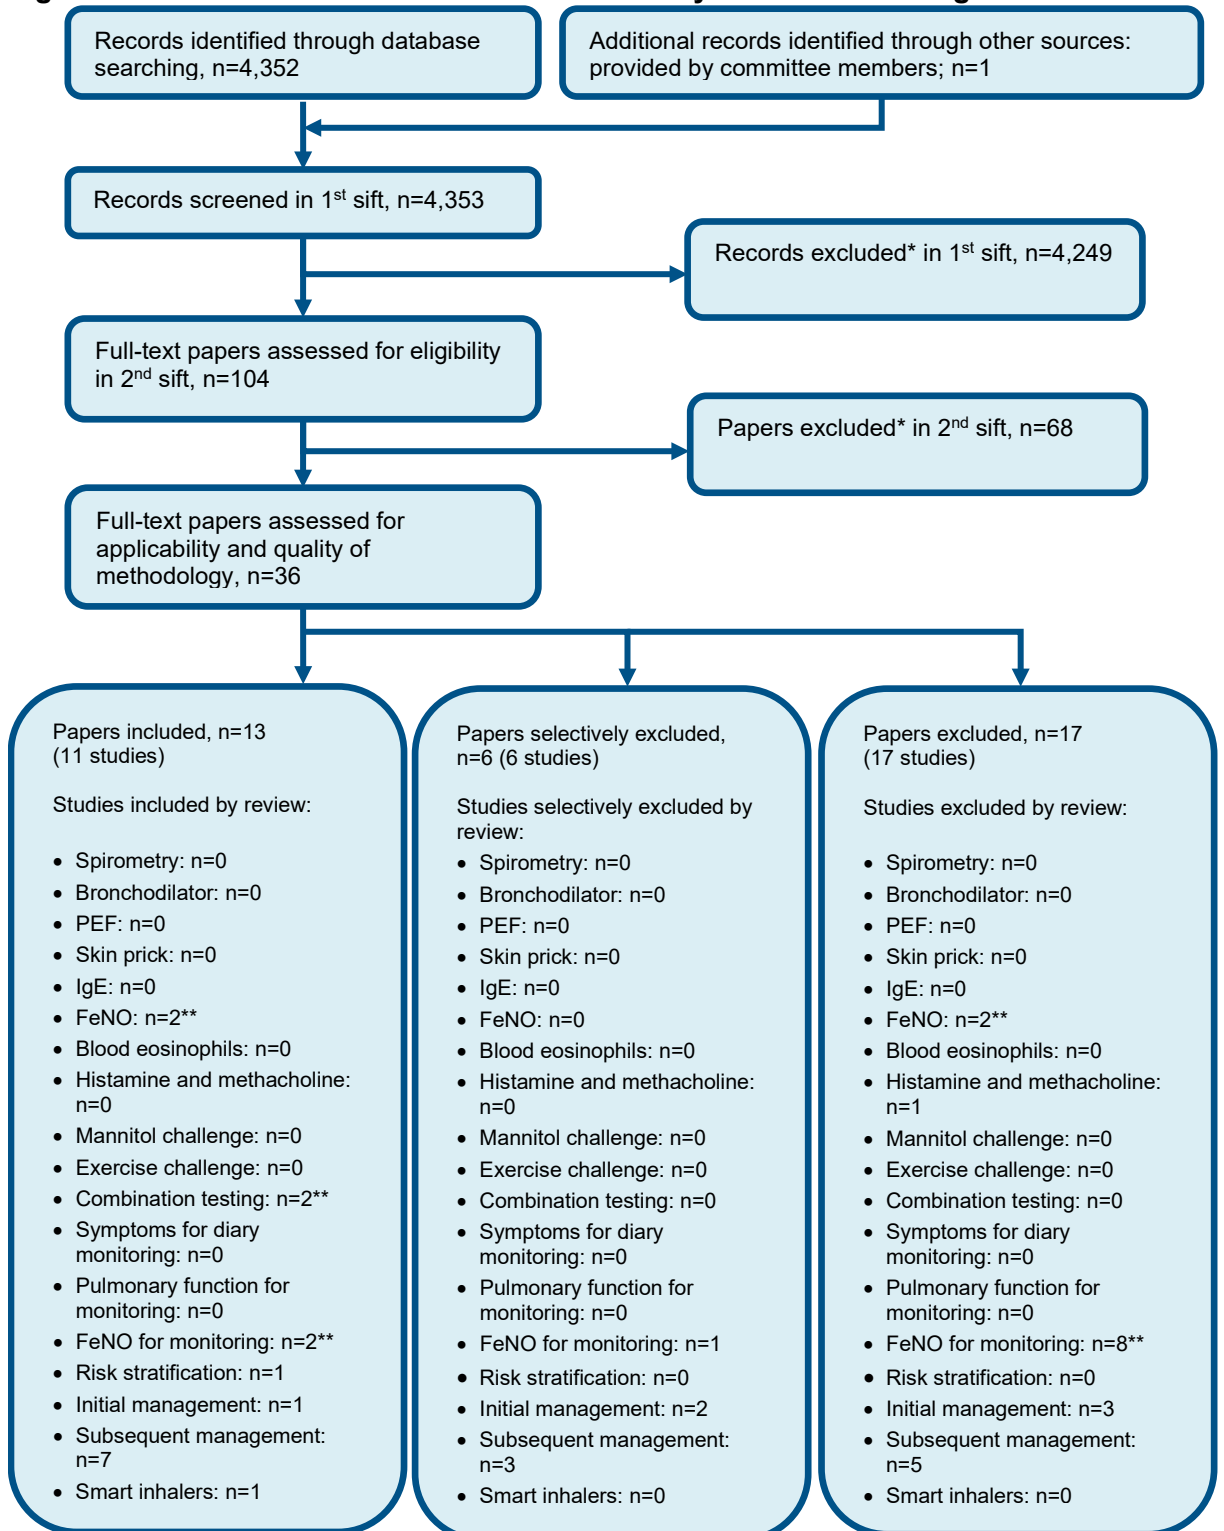 Records identified through database
searching, n=4,352
Additional records identified through other sources:
provided by committee members; n=1
Records screened in 1st sift, n=4,353
Records excluded* in 1st sift, n=4,249
Full-text papers assessed for eligibility
in 2nd sift, n=104
Papers excluded* in 2nd sift, n=68
Full-text papers assessed for
applicability and quality of
methodology, n=36
Papers included, n=13
(11 studies)
Studies included by review:
• Spirometry: n=0
• Bronchodilator: n=0
• PEF: n=0
• Skin prick: n=0
• IgE: n=0
• FeNO: n=2**
• Blood eosinophils: n=0
• Histamine and methacholine:
n=0
• Mannitol challenge: n=0
• Exercise challenge: n=0
• Combination testing: n=2**
• Symptoms for diary
monitoring: n=0
• Pulmonary function for
monitoring: n=0
• FeNO for monitoring: n=2**
• Risk stratification: n=1
• Initial management: n=1
• Subsequent management:
n=7
• Smart inhalers: n=1
Papers selectively excluded,
n=6 (6 studies)
Studies selectively excluded by
review:
• Spirometry: n=0
• Bronchodilator: n=0
• PEF: n=0
• Skin prick: n=0
• IgE: n=0
• FeNO: n=0
• Blood eosinophils: n=0
• Histamine and methacholine:
n=0
• Mannitol challenge: n=0
• Exercise challenge: n=0
• Combination testing: n=0
• Symptoms for diary
monitoring: n=0
• Pulmonary function for
monitoring: n=0
• FeNO for monitoring: n=1
• Risk stratification: n=0
• Initial management: n=2
• Subsequent management:
n=3
• Smart inhalers: n=0
Papers excluded, n=17
(17 studies)
Studies excluded by review:
• Spirometry: n=0
• Bronchodilator: n=0
• PEF: n=0
• Skin prick: n=0
• IgE: n=0
• FeNO: n=2**
• Blood eosinophils: n=0
• Histamine and methacholine:
n=1
• Mannitol challenge: n=0
• Exercise challenge: n=0
• Combination testing: n=0
• Symptoms for diary
monitoring: n=0
• Pulmonary function for
monitoring: n=0
• FeNO for monitoring: n=8**
• Risk stratification: n=0
• Initial management: n=3
• Subsequent management:
n=5
• Smart inhalers: n=0